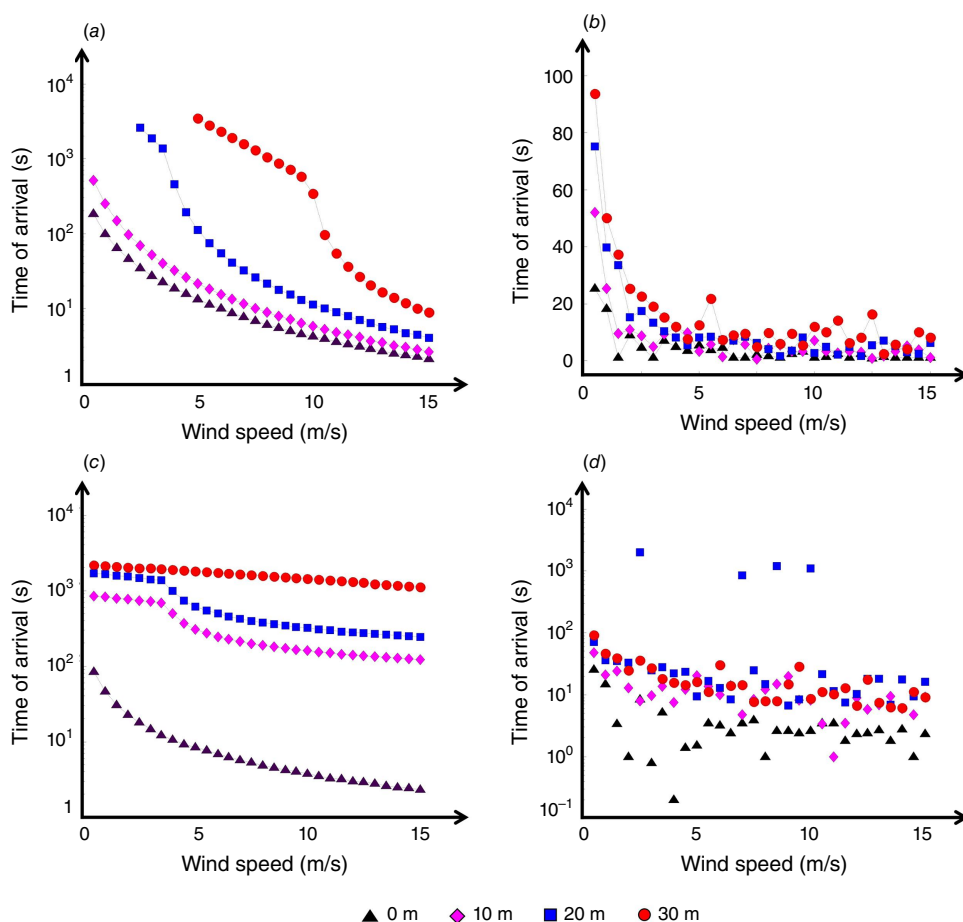 (a)
10^4
10^3
10^2
10^1
1
Time of arrival (s)
0 5 10 15
Wind speed (m/s)
(b)
100
80
60
40
20
0
Time of arrival (s)
0 5 10 15
Wind speed (m/s)
(c)
10^4
10^3
10^2
10^1
1
Time of arrival (s)
0 5 10 15
Wind speed (m/s)
(d)
10^4
10^3
10^2
10^1
10^0
10^−1
Time of arrival (s)
0 5 10 15
Wind speed (m/s)
0 m 10 m 20 m 30 m